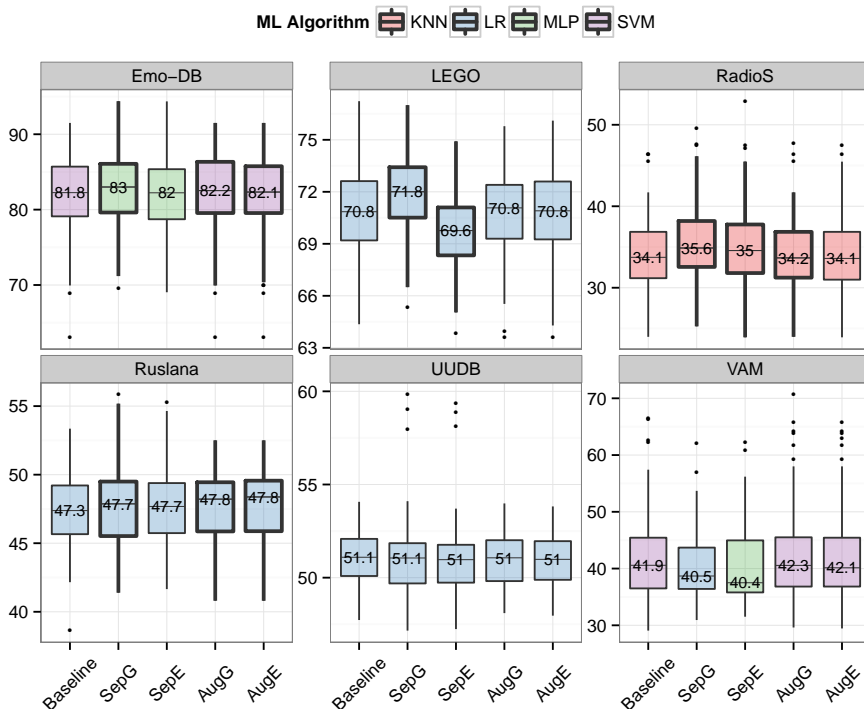 ML Algorithm KNN LR MLP SVM
Emo−DB LEGO RadioS
90
80
70
81.8 83 82 82.2 82.1
75
72
69
66
63
70.8 71.8 69.6 70.8 70.8
50
40
30
34.1 35.6 35 34.2 34.1
Ruslana UUDB VAM
55
50
45
40
47.3 47.7 47.7 47.8 47.8
60
55
50
51.1 51.1 51 51 51
70
60
50
40
30
41.9 40.5 40.4 42.3 42.1
Baseline SepG SepE AugG AugE
Baseline SepG SepE AugG AugE
Baseline SepG SepE AugG AugE